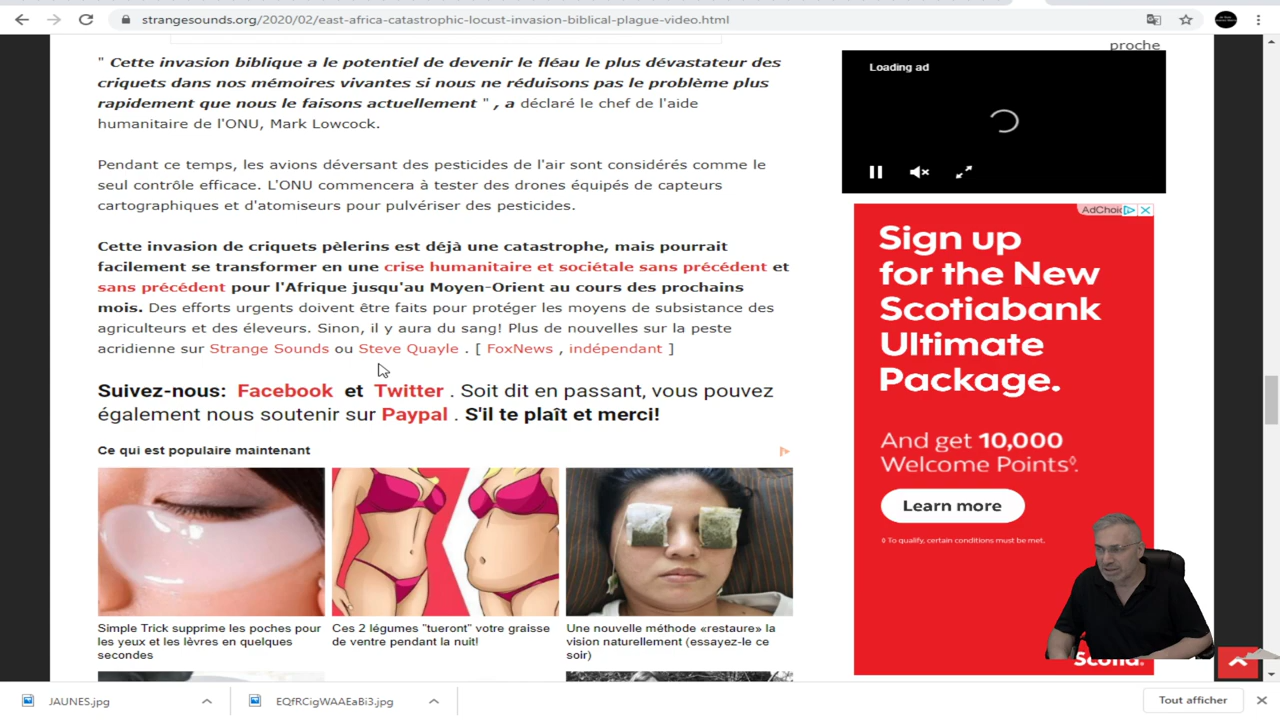 strangesounds.org/2020/02/east-africa-catastrophic-locust-invasion-biblical-plague-video.html
proche
" Cette invasion biblique a le potentiel de devenir le fléau le plus dévastateur des
criquets dans nos mémoires vivantes si nous ne réduisons pas le problème plus
rapidement que nous le faisons actuellement " , a déclaré le chef de l'aide
humanitaire de l'ONU, Mark Lowcock.
Pendant ce temps, les avions déversant des pesticides de l'air sont considérés comme le
seul contrôle efficace. L'ONU commencera à tester des drones équipés de capteurs
cartographiques et d'atomiseurs pour pulvériser des pesticides.
Cette invasion de criquets pèlerins est déjà une catastrophe, mais pourrait
facilement se transformer en une crise humanitaire et sociétale sans précédent et
sans précédent pour l'Afrique jusqu'au Moyen-Orient au cours des prochains
mois. Des efforts urgents doivent être faits pour protéger les moyens de subsistance des
agriculteurs et des éleveurs. Sinon, il y aura du sang! Plus de nouvelles sur la peste
acridienne sur Strange Sounds ou Steve Quayle . [ FoxNews , indépendant ]
Suivez-nous: Facebook et Twitter . Soit dit en passant, vous pouvez
également nous soutenir sur Paypal . S'il te plaît et merci!
Ce qui est populaire maintenant
Simple Trick supprime les poches pour
les yeux et les lèvres en quelques
secondes
Ces 2 légumes "tueront" votre graisse
de ventre pendant la nuit!
Une nouvelle méthode «restaure» la
vision naturellement (essayez-le ce
soir)
Loading ad
AdChoic
Sign up
for the New
Scotiabank
Ultimate
Package.
And get 10,000
Welcome Points◊.
Learn more
◊ To qualify, certain conditions must be met.
Scotia.
JAUNES.jpg
EQfRCigWAAEaBi3.jpg
Tout afficher